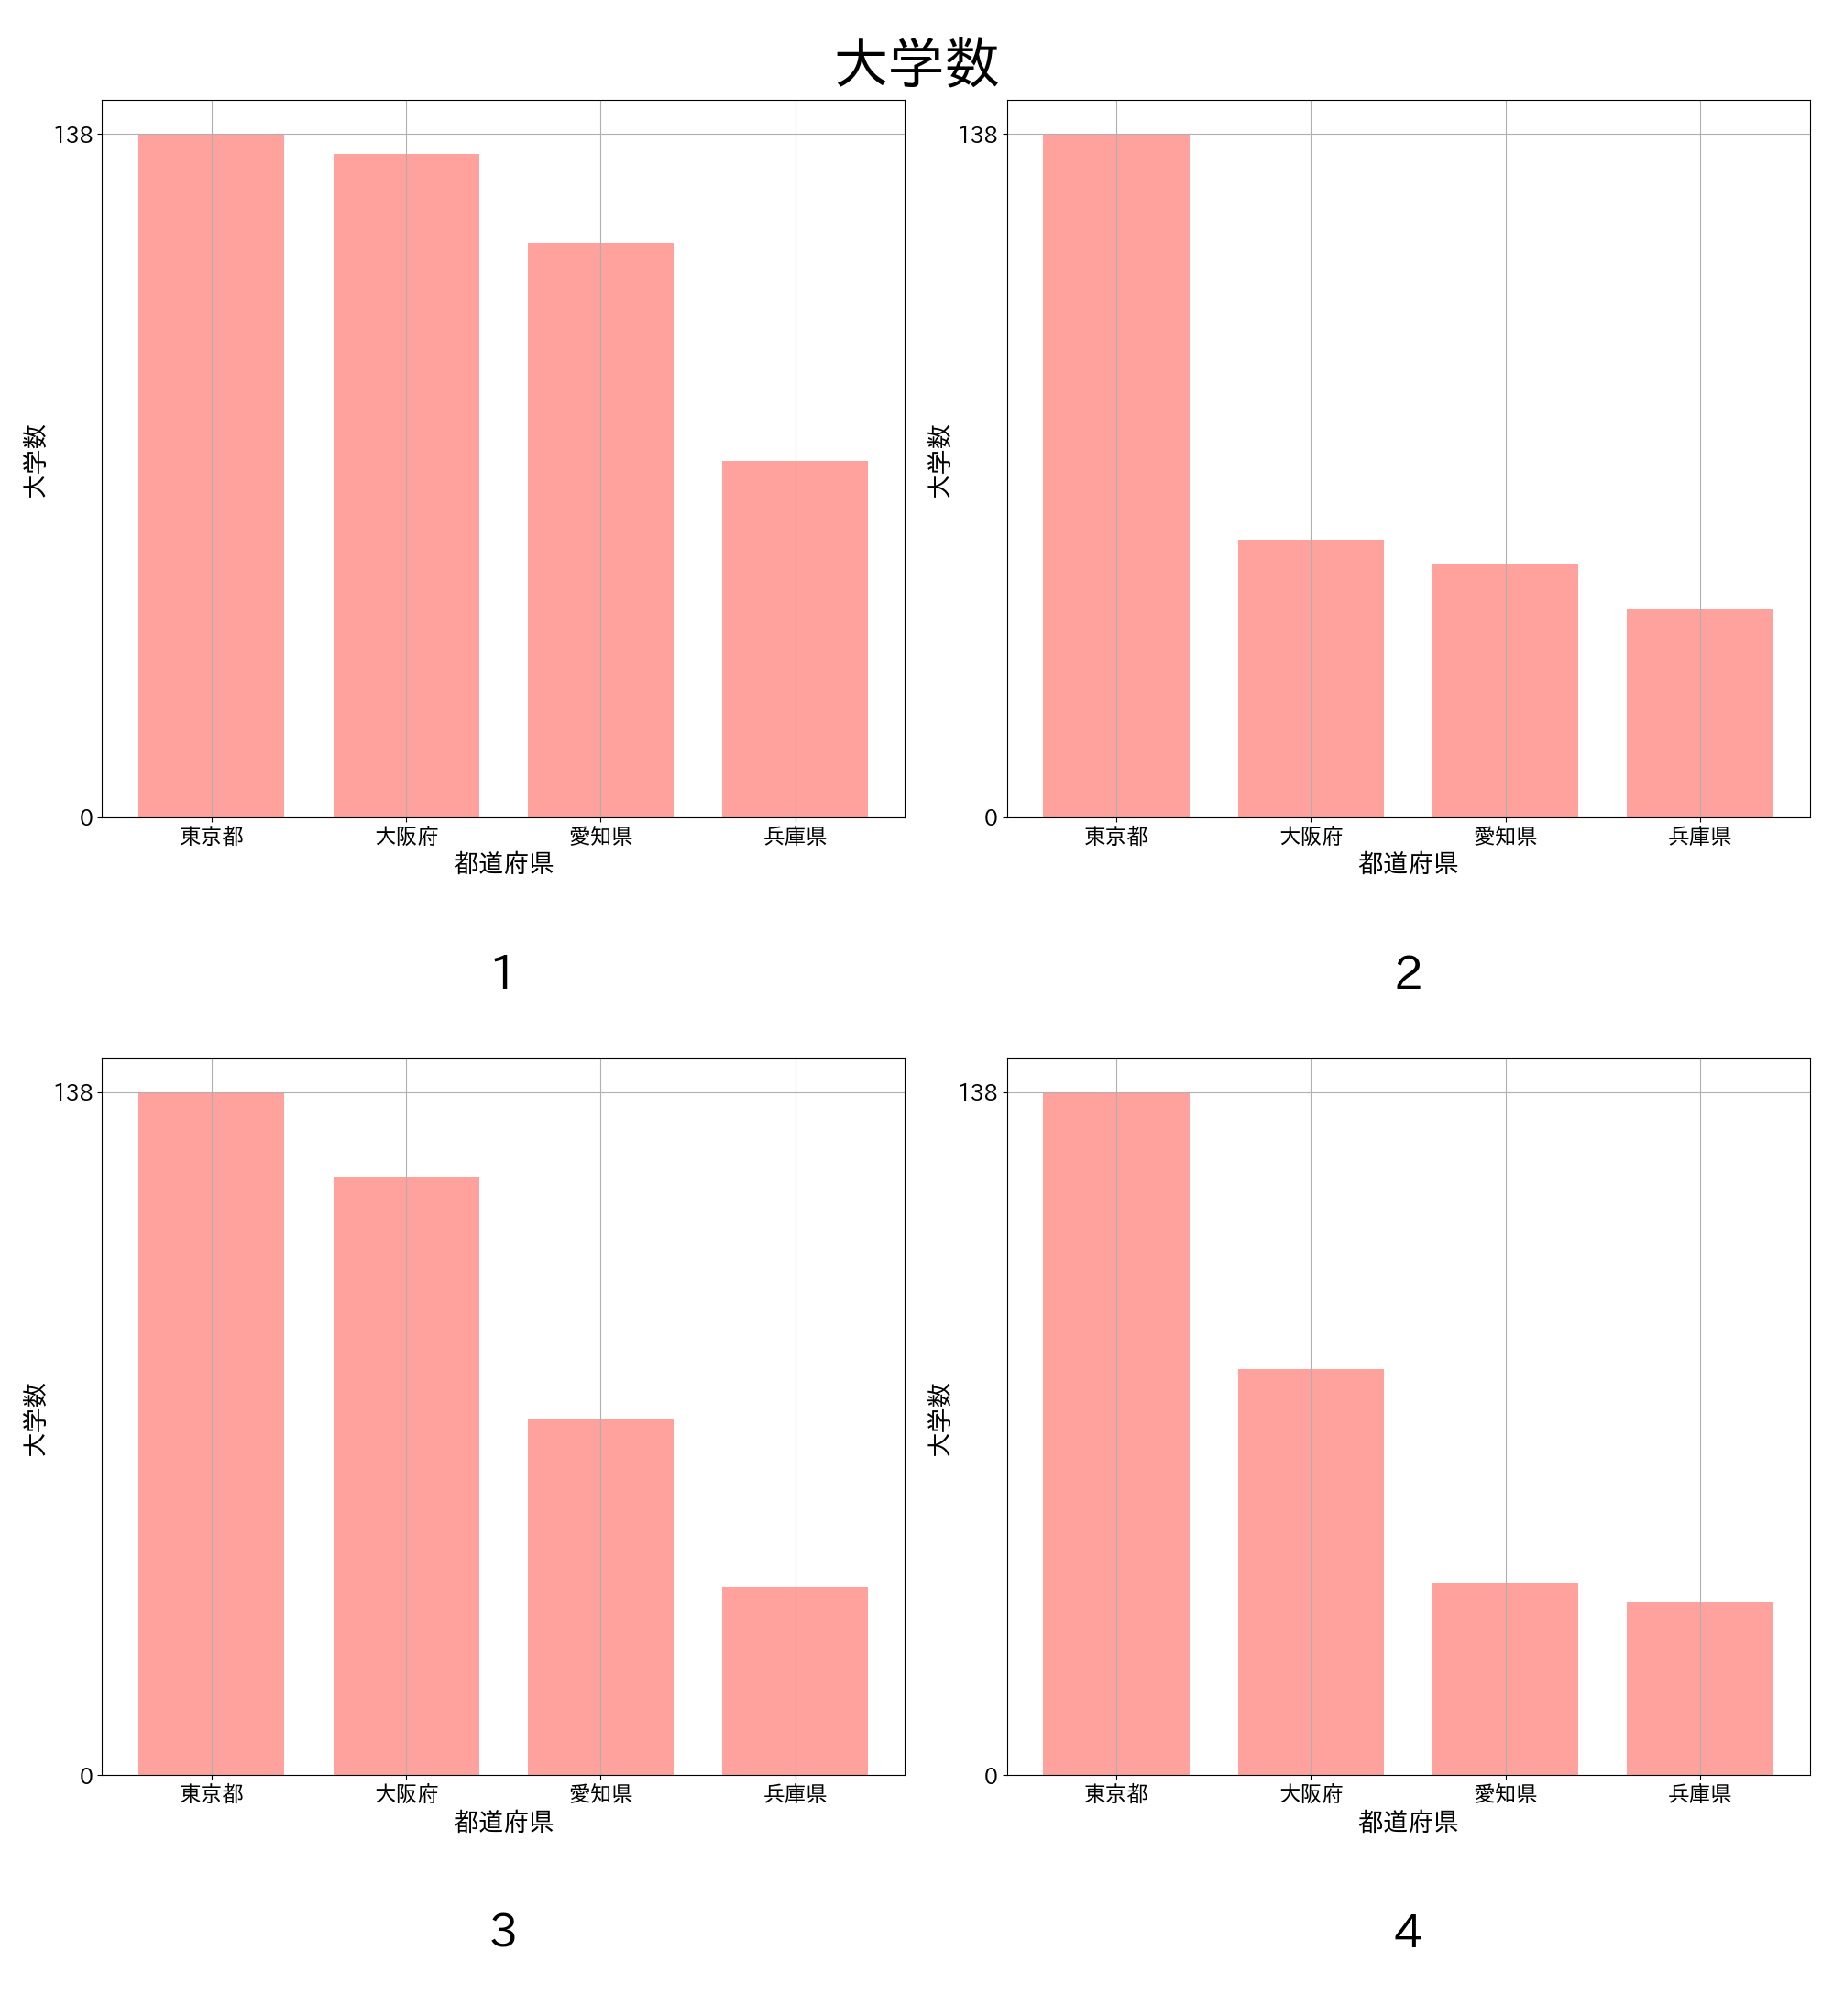 大学数
138
0
大学数
東京都 大阪府 愛知県 兵庫県
都道府県
1
138
0
大学数
東京都 大阪府 愛知県 兵庫県
都道府県
2
138
0
大学数
東京都 大阪府 愛知県 兵庫県
都道府県
3
138
0
大学数
東京都 大阪府 愛知県 兵庫県
都道府県
4